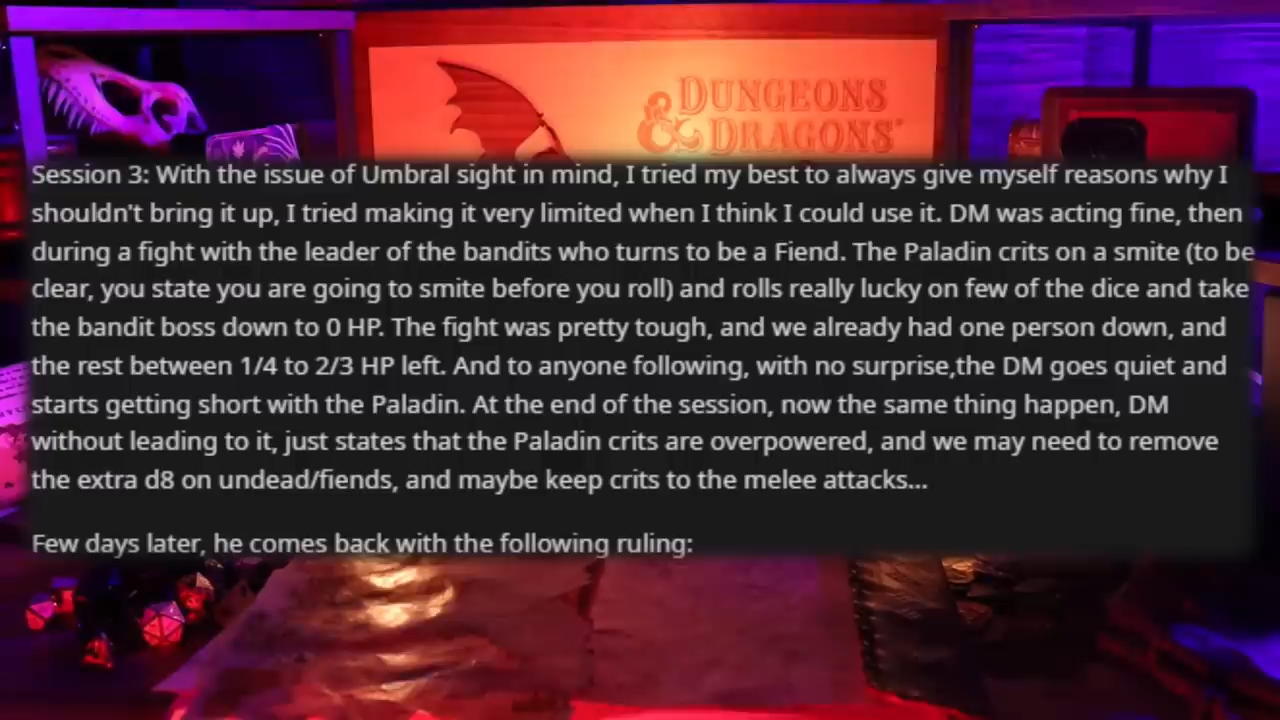 DUNGEONS
& DRAGONS
Session 3: With the issue of Umbral sight in mind, I tried my best to always give myself reasons why I
shouldn't bring it up, I tried making it very limited when I think I could use it. DM was acting fine, then
during a fight with the leader of the bandits who turns to be a Fiend. The Paladin crits on a smite (to be
clear, you state you are going to smite before you roll) and rolls really lucky on few of the dice and take
the bandit boss down to 0 HP. The fight was pretty tough, and we already had one person down, and
the rest between 1/4 to 2/3 HP left. And to anyone following, with no surprise,the DM goes quiet and
starts getting short with the Paladin. At the end of the session, now the same thing happen, DM
without leading to it, just states that the Paladin crits are overpowered, and we may need to remove
the extra d8 on undead/fiends, and maybe keep crits to the melee attacks...
Few days later, he comes back with the following ruling: